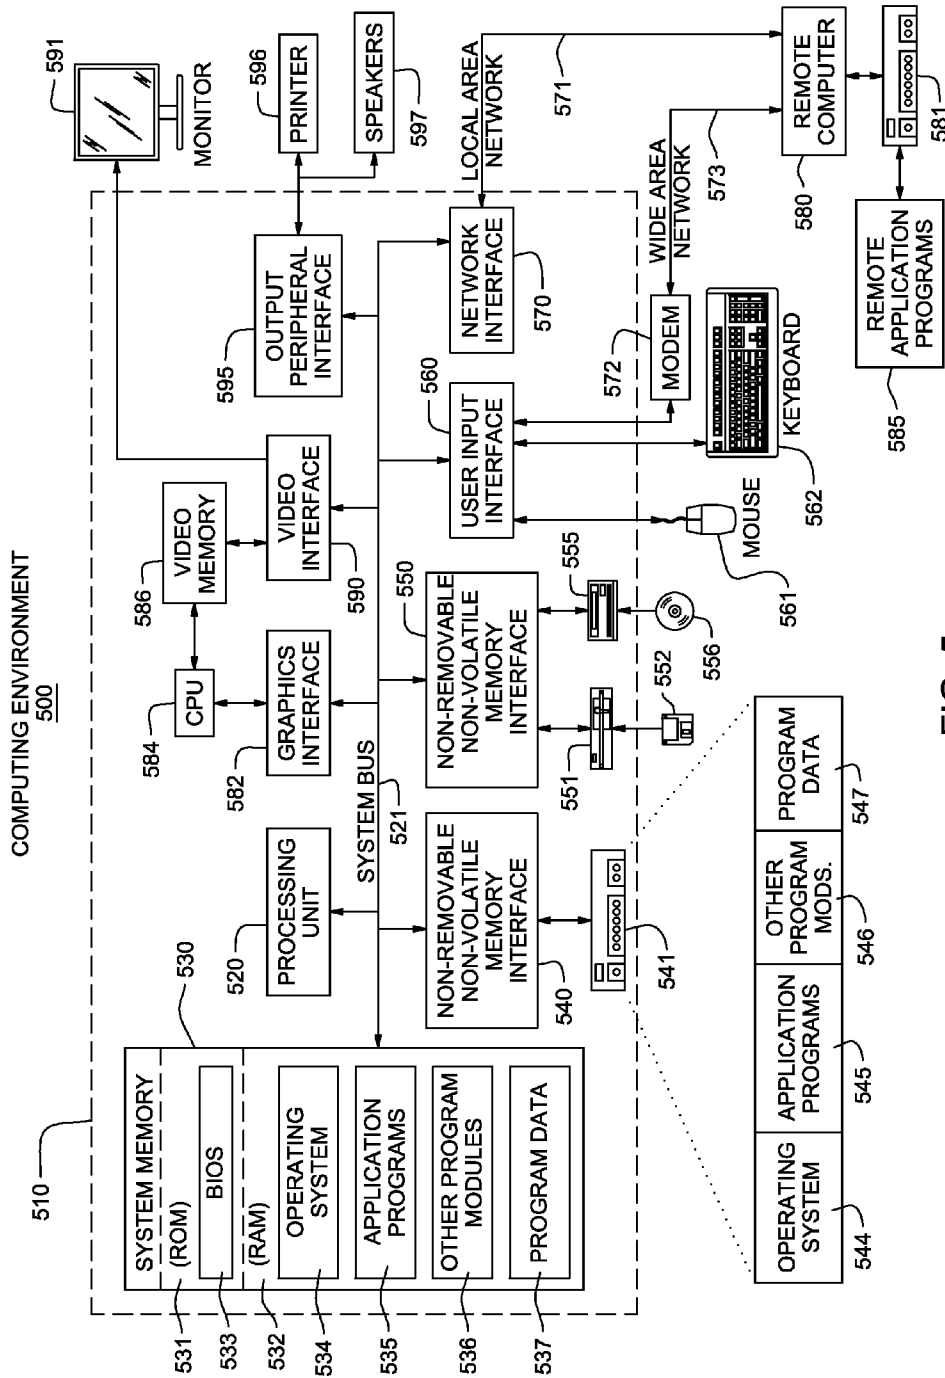 COMPUTING ENVIRONMENT
500
510
SYSTEM MEMORY
(ROM)
531
BIOS
533
(RAM)
532
OPERATING
SYSTEM
534
APPLICATION
PROGRAMS
535
OTHER PROGRAM
MODULES
536
PROGRAM DATA
537
530
PROCESSING
UNIT
520
GRAPHICS
INTERFACE
582
CPU
584
VIDEO
MEMORY
586
VIDEO
INTERFACE
590
OUTPUT
PERIPHERAL
INTERFACE
595
591
MONITOR
596
PRINTER
SPEAKERS
597
SYSTEM BUS
521
NON-REMOVABLE
NON-VOLATILE
MEMORY
INTERFACE
540
NON-REMOVABLE
NON-VOLATILE
MEMORY
INTERFACE
550
USER INPUT
INTERFACE
560
NETWORK
INTERFACE
570
LOCAL AREA
NETWORK
571
541
551
552
555
556
MOUSE
561
KEYBOARD
562
MODEM
572
WIDE AREA
NETWORK
573
REMOTE
COMPUTER
580
581
REMOTE
APPLICATION
PROGRAMS
585
OPERATING
SYSTEM
544
APPLICATION
PROGRAMS
545
OTHER
PROGRAM
MODS.
546
PROGRAM
DATA
547